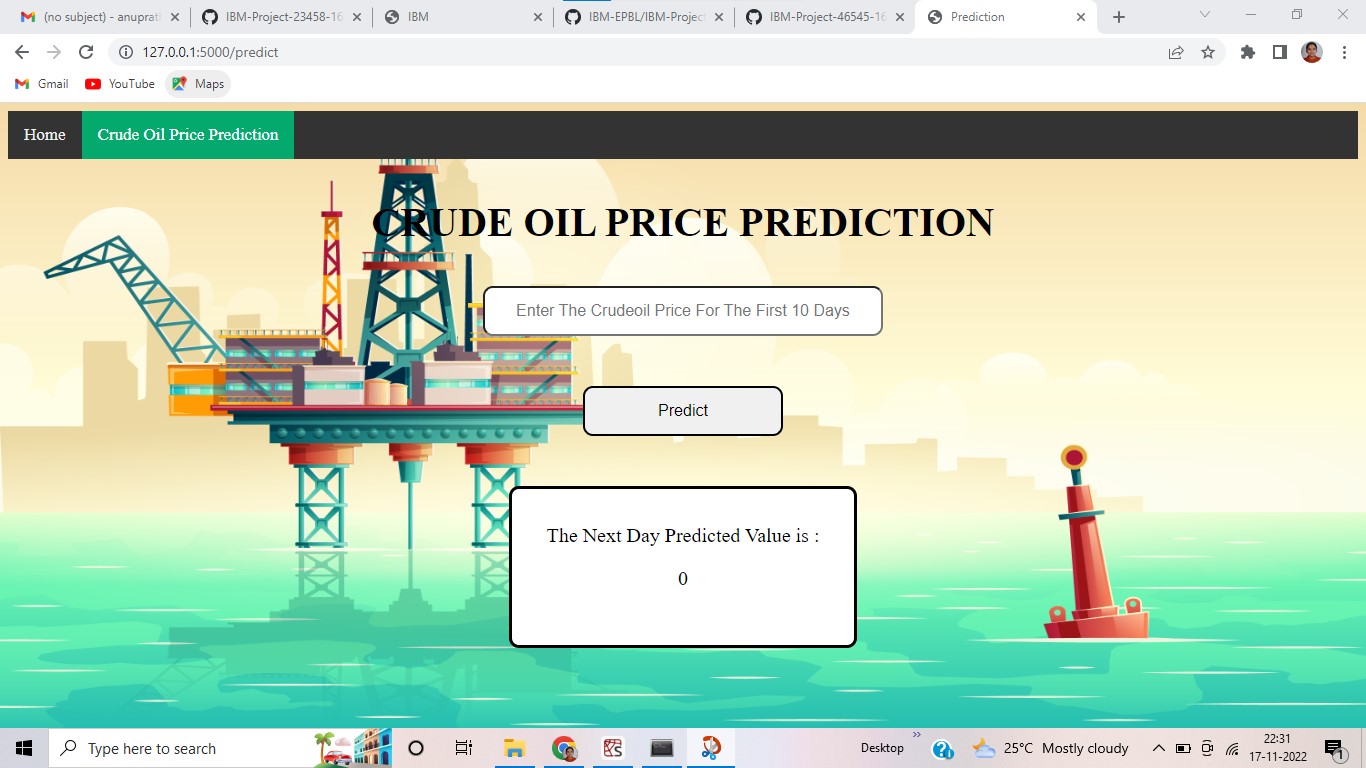 (no subject) - anuprati
IBM-Project-23458-16
IBM
IBM-EPBL/IBM-Project
IBM-Project-46545-16
Prediction
127.0.0.1:5000/predict
Gmail
YouTube
Maps
Home
Crude Oil Price Prediction
CRUDE OIL PRICE PREDICTION
Enter The Crudeoil Price For The First 10 Days
Predict
The Next Day Predicted Value is :
0
Type here to search
Desktop
25°C Mostly cloudy
22:31
17-11-2022
1